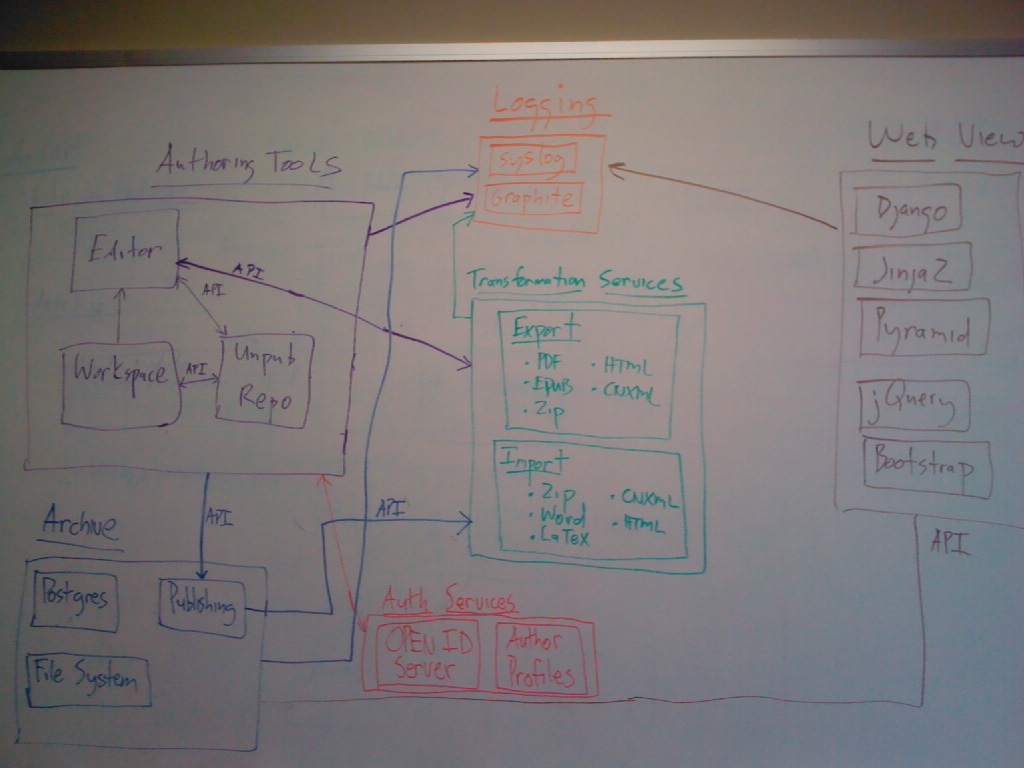 Logging
syslog
Graphite
Web View
Django
Jinja2
Pyramid
jQuery
Bootstrap
API
Authoring Tools
Editor
API
API
Workspace
API
Unpub
Repo
Transformation Services
Export
• PDF
• EPUB
• Zip
• HTML
• CNXML
Import
• Zip
• Word
• LaTex
• CNXML
• HTML
API
API
Archive
Postgres
Publishing
File System
Auth Services
OPEN ID
Server
Author
Profiles